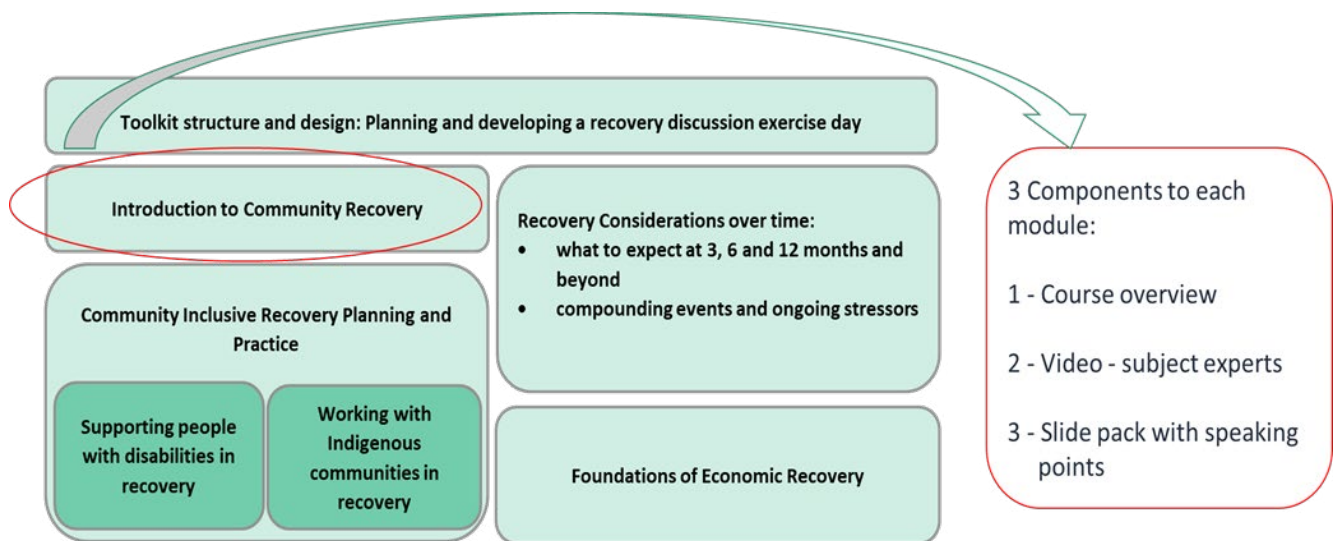 Toolkit structure and design: Planning and developing a recovery discussion exercise day
Introduction to Community Recovery
Community Inclusive Recovery Planning and
Practice
Supporting people
with disabilities in
recovery
Working with
Indigenous
communities in
recovery
Recovery Considerations over time:
• what to expect at 3, 6 and 12 months and
beyond
• compounding events and ongoing stressors
Foundations of Economic Recovery
3 Components to each
module:
1 - Course overview
2 - Video - subject experts
3 - Slide pack with speaking
points